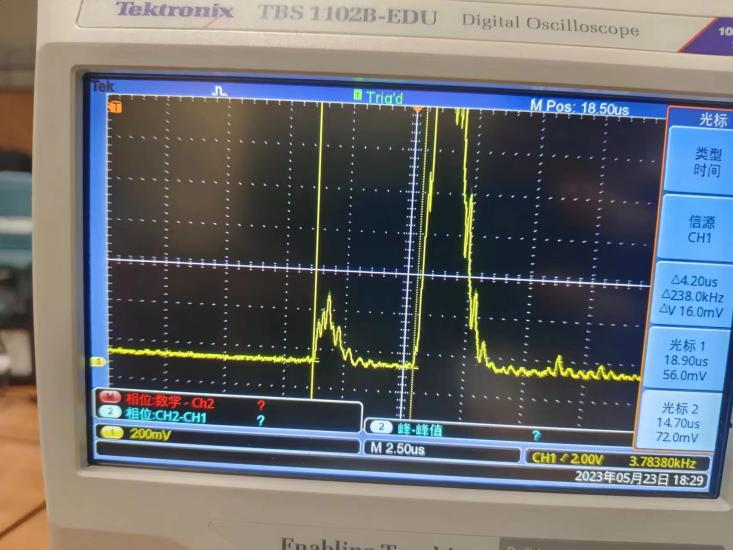 Tektronix TBS 1102B-EDU Digital Oscilloscope
Tek Trig'd M Pos: 18.50us
光标
类型
时间
信源
CH1
△4.20us
△238.0kHz
△V 16.0mV
光标 1
18.90us
56.0mV
光标 2
14.70us
72.0mV
M 相位:数学 - Ch2 ?
2 相位:CH2-CH1 ?
2 峰-峰值 ?
1 200mV
M 2.50us
CH1 2.00V 3.78380kHz
2023年05月23日 18:29